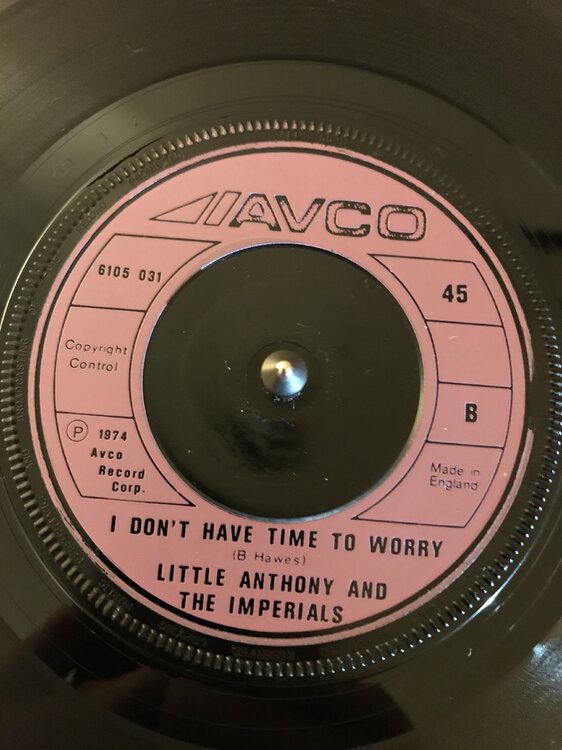 AVCO
6105 031
45
Copyright
Control
B
Ⓟ 1974
Avco
Record
Corp.
Made in
England
I DON'T HAVE TIME TO WORRY
(B Hawes)
LITTLE ANTHONY AND
THE IMPERIALS